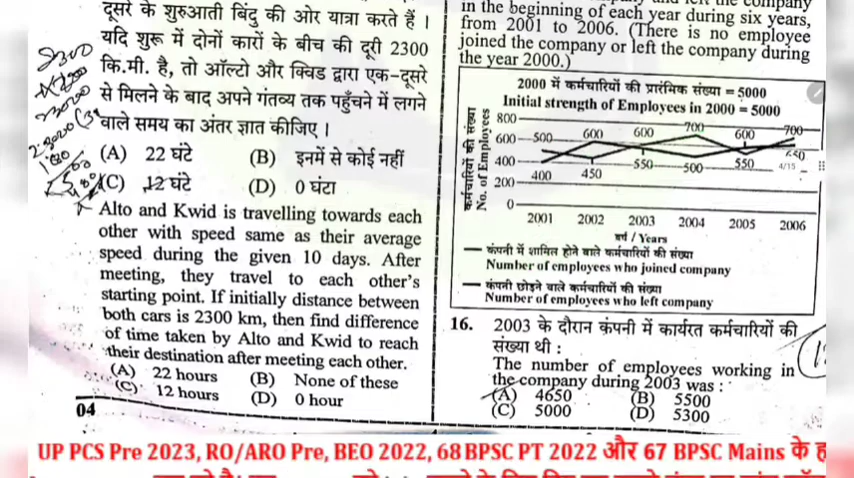 दूसरे के शुरुआती बिंदु की ओर यात्रा करते हैं ।
यदि शुरू में दोनों कारों के बीच की दूरी 2300
कि.मी. है, तो ऑल्टो और क्विड द्वारा एक-दूसरे
से मिलने के बाद अपने गंतव्य तक पहुँचने में लगने
वाले समय का अंतर ज्ञात कीजिए ।
(A) 22 घंटे (B) इनमें से कोई नहीं
(C) 12 घंटे (D) 0 घंटा
Alto and Kwid is travelling towards each
other with speed same as their average
speed during the given 10 days. After
meeting, they travel to each other's
starting point. If initially distance between
both cars is 2300 km, then find difference
of time taken by Alto and Kwid to reach
their destination after meeting each other.
(A) 22 hours (B) None of these
(C) 12 hours (D) 0 hour
04
in the beginning of each year during six years,
from 2001 to 2006. (There is no employee
joined the company or left the company during
the year 2000.)
2000 में कर्मचारियों की प्रारंभिक संख्या = 5000
Initial strength of Employees in 2000 = 5000
कर्मचारियों की संख्या
No. of Employees
800
600 500 600 600 700 600 700
400 400 450 550 500 550 4/15
200
0
2001 2002 2003 2004 2005 2006
वर्ष / Years
कंपनी में शामिल होने वाले कर्मचारियों की संख्या
Number of employees who joined company
कंपनी छोड़ने वाले कर्मचारियों की संख्या
Number of employees who left company
16. 2003 के दौरान कंपनी में कार्यरत कर्मचारियों की
संख्या थी :
The number of employees working in
the company during 2003 was :
(A) 4650 (B) 5500
(C) 5000 (D) 5300
UP PCS Pre 2023, RO/ARO Pre, BEO 2022, 68 BPSC PT 2022 और 67 BPSC Mains के ह